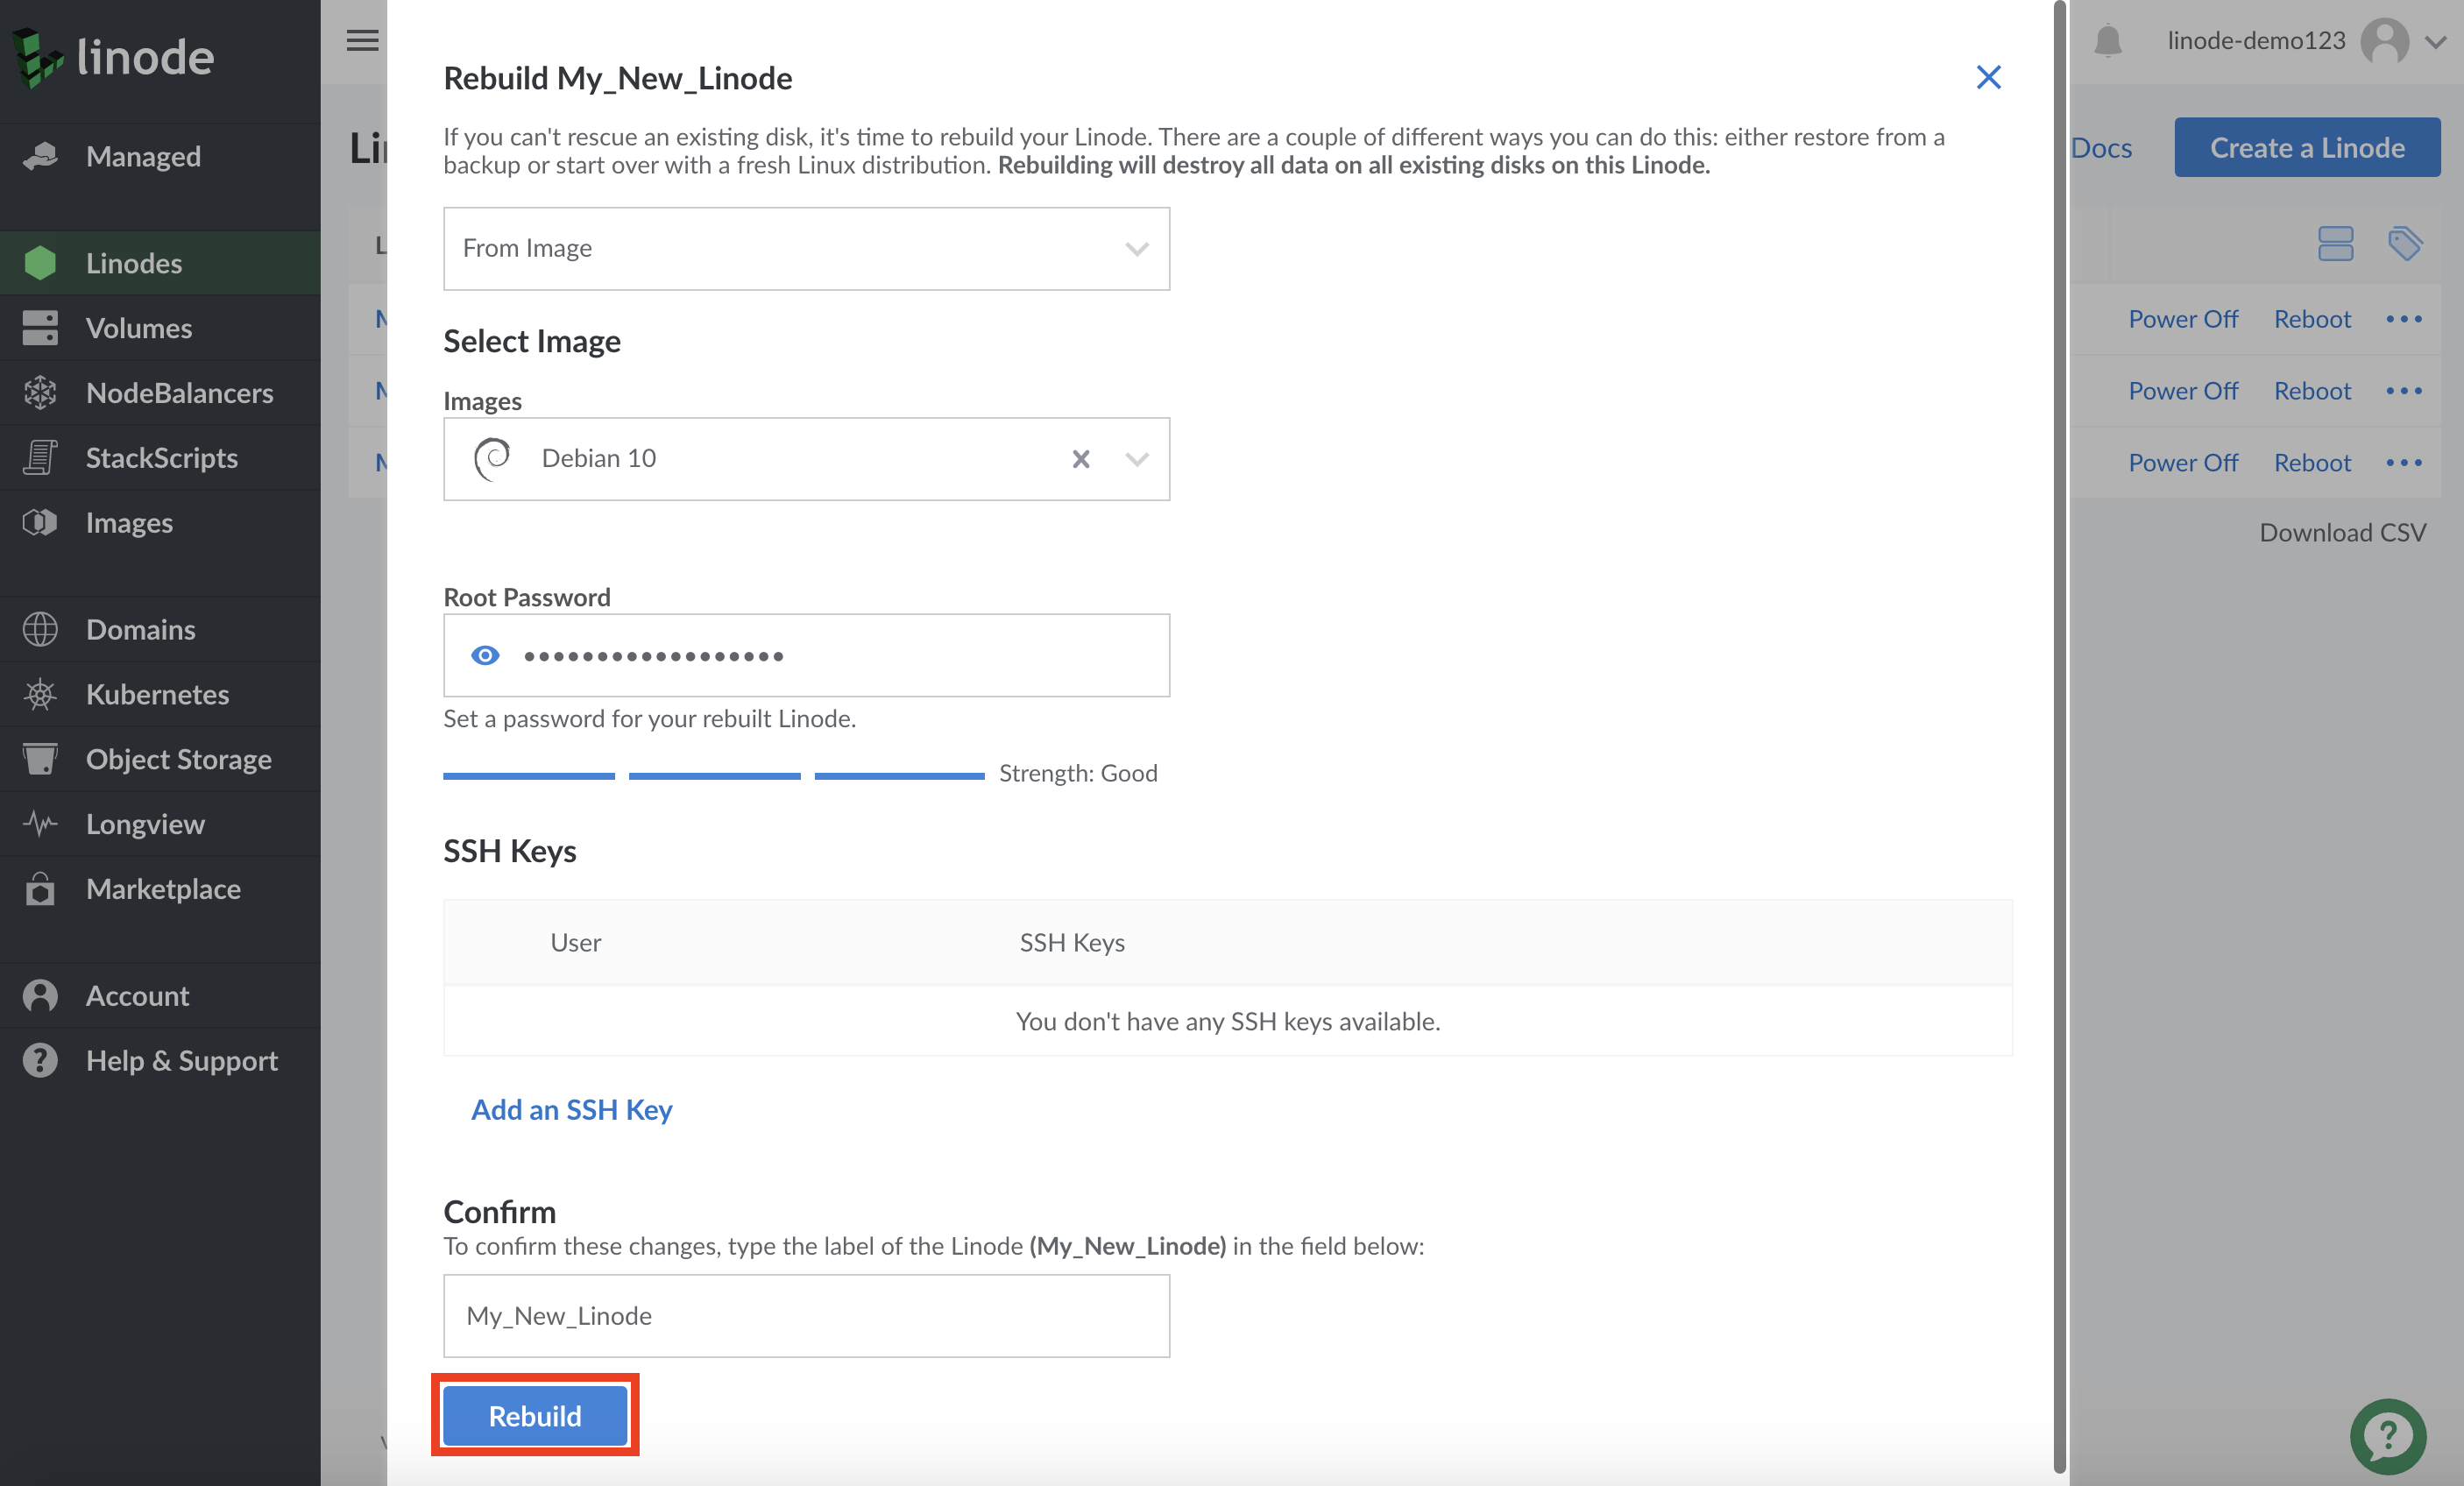 linode
Managed
Linodes
Volumes
NodeBalancers
StackScripts
Images
Domains
Kubernetes
Object Storage
Longview
Marketplace
Account
Help & Support
linode-demo123
Docs
Create a Linode
Power Off Reboot
Power Off Reboot
Power Off Reboot
Download CSV
Rebuild My_New_Linode
If you can't rescue an existing disk, it's time to rebuild your Linode. There are a couple of different ways you can do this: either restore from a
backup or start over with a fresh Linux distribution. Rebuilding will destroy all data on all existing disks on this Linode.
From Image
Select Image
Images
Debian 10
Root Password
••••••••••••••••••
Set a password for your rebuilt Linode.
Strength: Good
SSH Keys
User SSH Keys
You don't have any SSH keys available.
Add an SSH Key
Confirm
To confirm these changes, type the label of the Linode (My_New_Linode) in the field below:
My_New_Linode
Rebuild